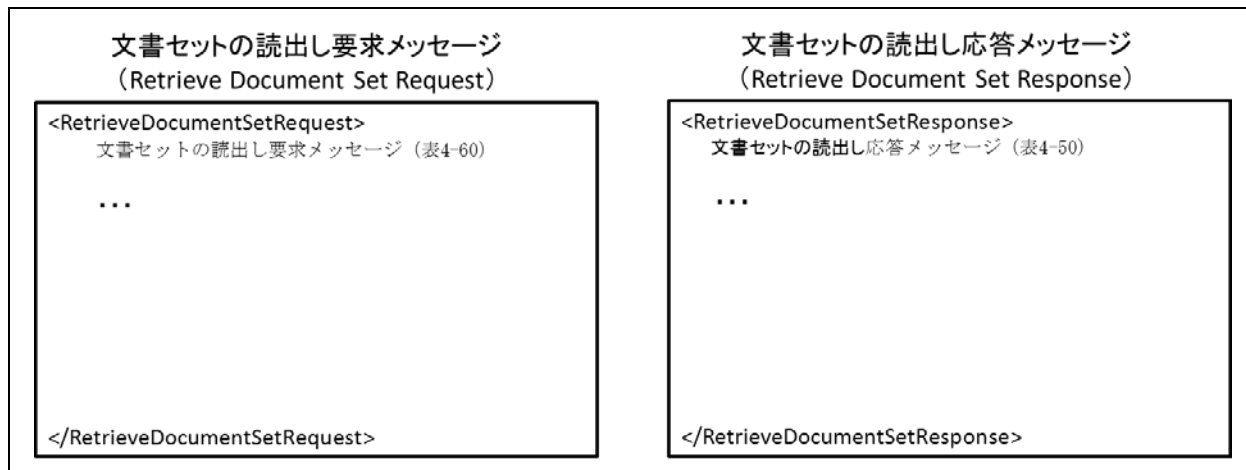 文書セットの読出し要求メッセージ
（Retrieve Document Set Request）
<RetrieveDocumentSetRequest>
文書セットの読出し要求メッセージ（表4-60）
...
</RetrieveDocumentSetRequest>
文書セットの読出し応答メッセージ
（Retrieve Document Set Response）
<RetrieveDocumentSetResponse>
文書セットの読出し応答メッセージ（表4-50）
...
</RetrieveDocumentSetResponse>